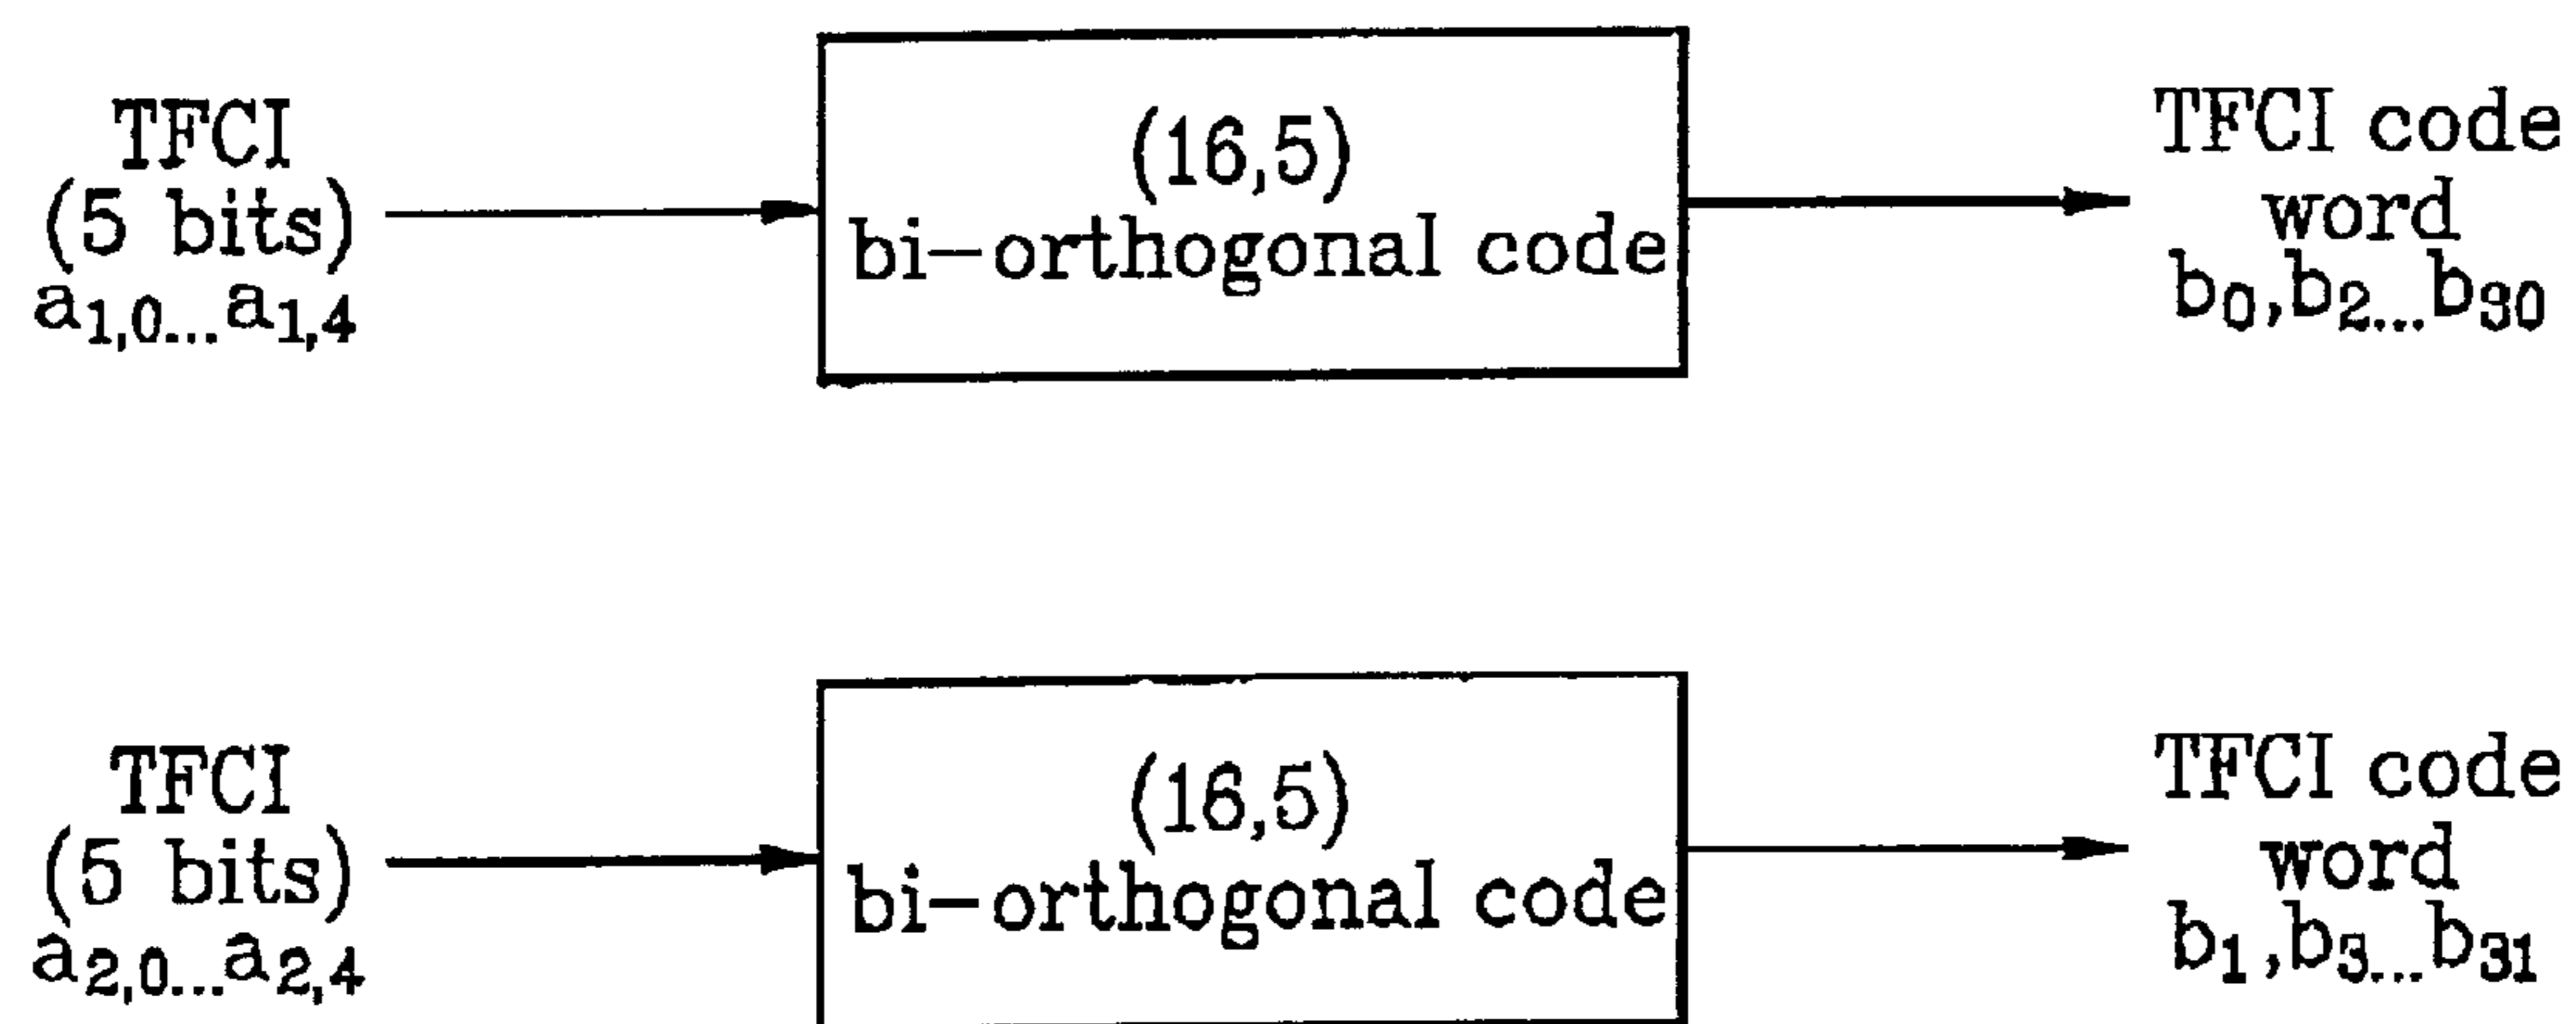 TFCI
(5 bits)
a1,0...a1,4
(16,5)
bi-orthogonal code
TFCI code
word
b0,b2...b30
TFCI
(5 bits)
a2,0...a2,4
(16,5)
bi-orthogonal code
TFCI code
word
b1,b3...b31